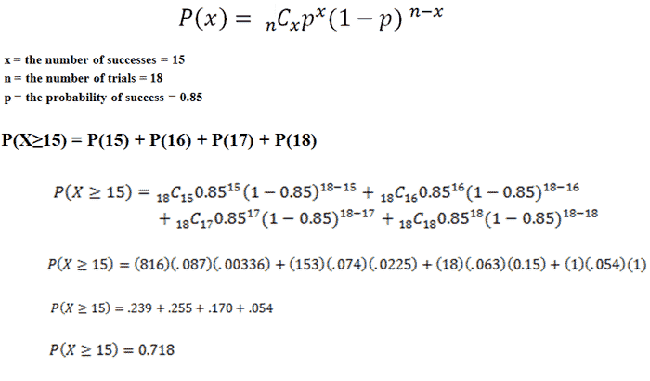 P(x) = ₙCₓpˣ(1 − p)ⁿ⁻ˣ
x = the number of successes = 15
n = the number of trials = 18
p = the probability of success = 0.85
P(X≥15) = P(15) + P(16) + P(17) + P(18)
P(X ≥ 15) = ₁₈C₁₅0.85¹⁵(1 − 0.85)¹⁸⁻¹⁵ + ₁₈C₁₆0.85¹⁶(1 − 0.85)¹⁸⁻¹⁶
+ ₁₈C₁₇0.85¹⁷(1 − 0.85)¹⁸⁻¹⁷ + ₁₈C₁₈0.85¹⁸(1 − 0.85)¹⁸⁻¹⁸
P(X ≥ 15) = (816)(.087)(.00336) + (153)(.074)(.0225) + (18)(.063)(0.15) + (1)(.054)(1)
P(X ≥ 15) = .239 + .255 + .170 + .054
P(X ≥ 15) = 0.718